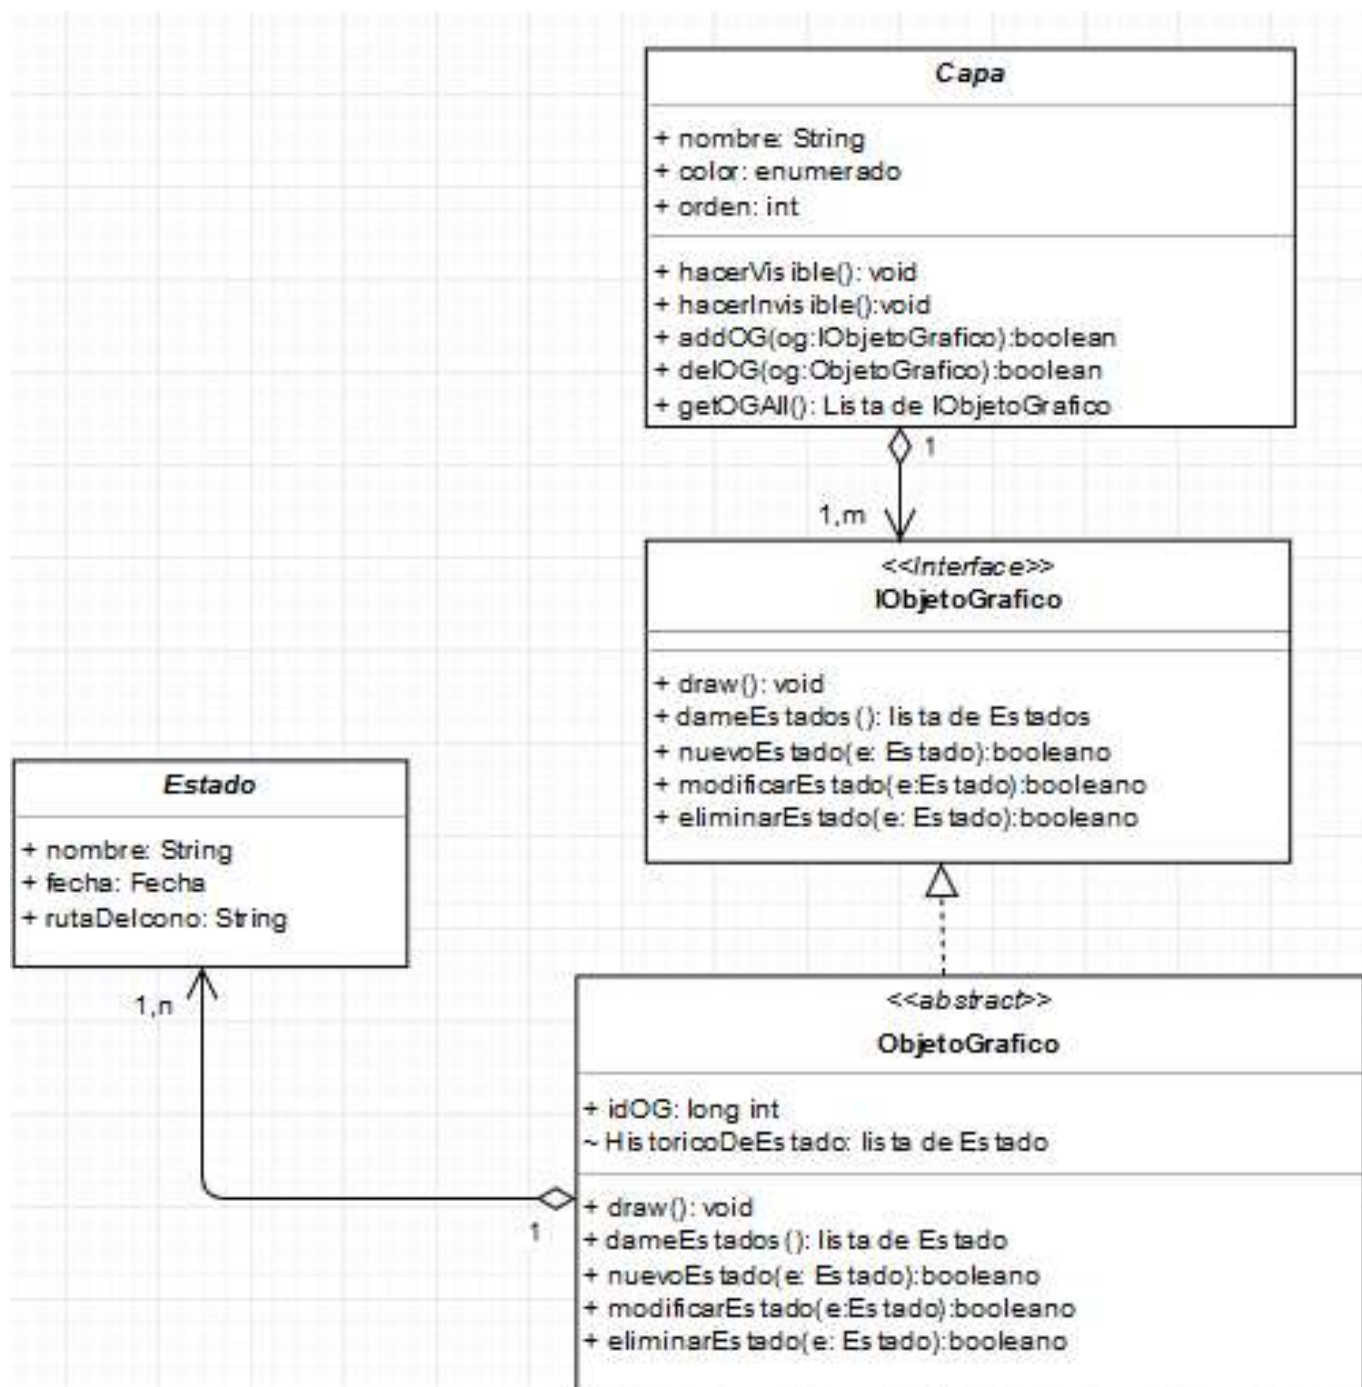 Capa
+ nombre: String
+ color: enumerado
+ orden: int
+ hacerVisible(): void
+ hacerInvisible():void
+ addOG(og:IObjetoGrafico):boolean
+ delOG(og:ObjetoGrafico):boolean
+ getOGAll(): Lista de IObjetoGrafico
1
1,m
<<Interface>>
IObjetoGrafico
+ draw(): void
+ dameEstados(): lista de Estados
+ nuevoEstado(e: Estado):booleano
+ modificarEstado(e:Estado):booleano
+ eliminarEstado(e: Estado):booleano
Estado
+ nombre: String
+ fecha: Fecha
+ rutaDeIcono: String
1,n
1
<<abstract>>
ObjetoGrafico
+ idOG: long int
~ HistoricoDeEstado: lista de Estado
+ draw(): void
+ dameEstados(): lista de Estado
+ nuevoEstado(e: Estado):booleano
+ modificarEstado(e:Estado):booleano
+ eliminarEstado(e: Estado):booleano